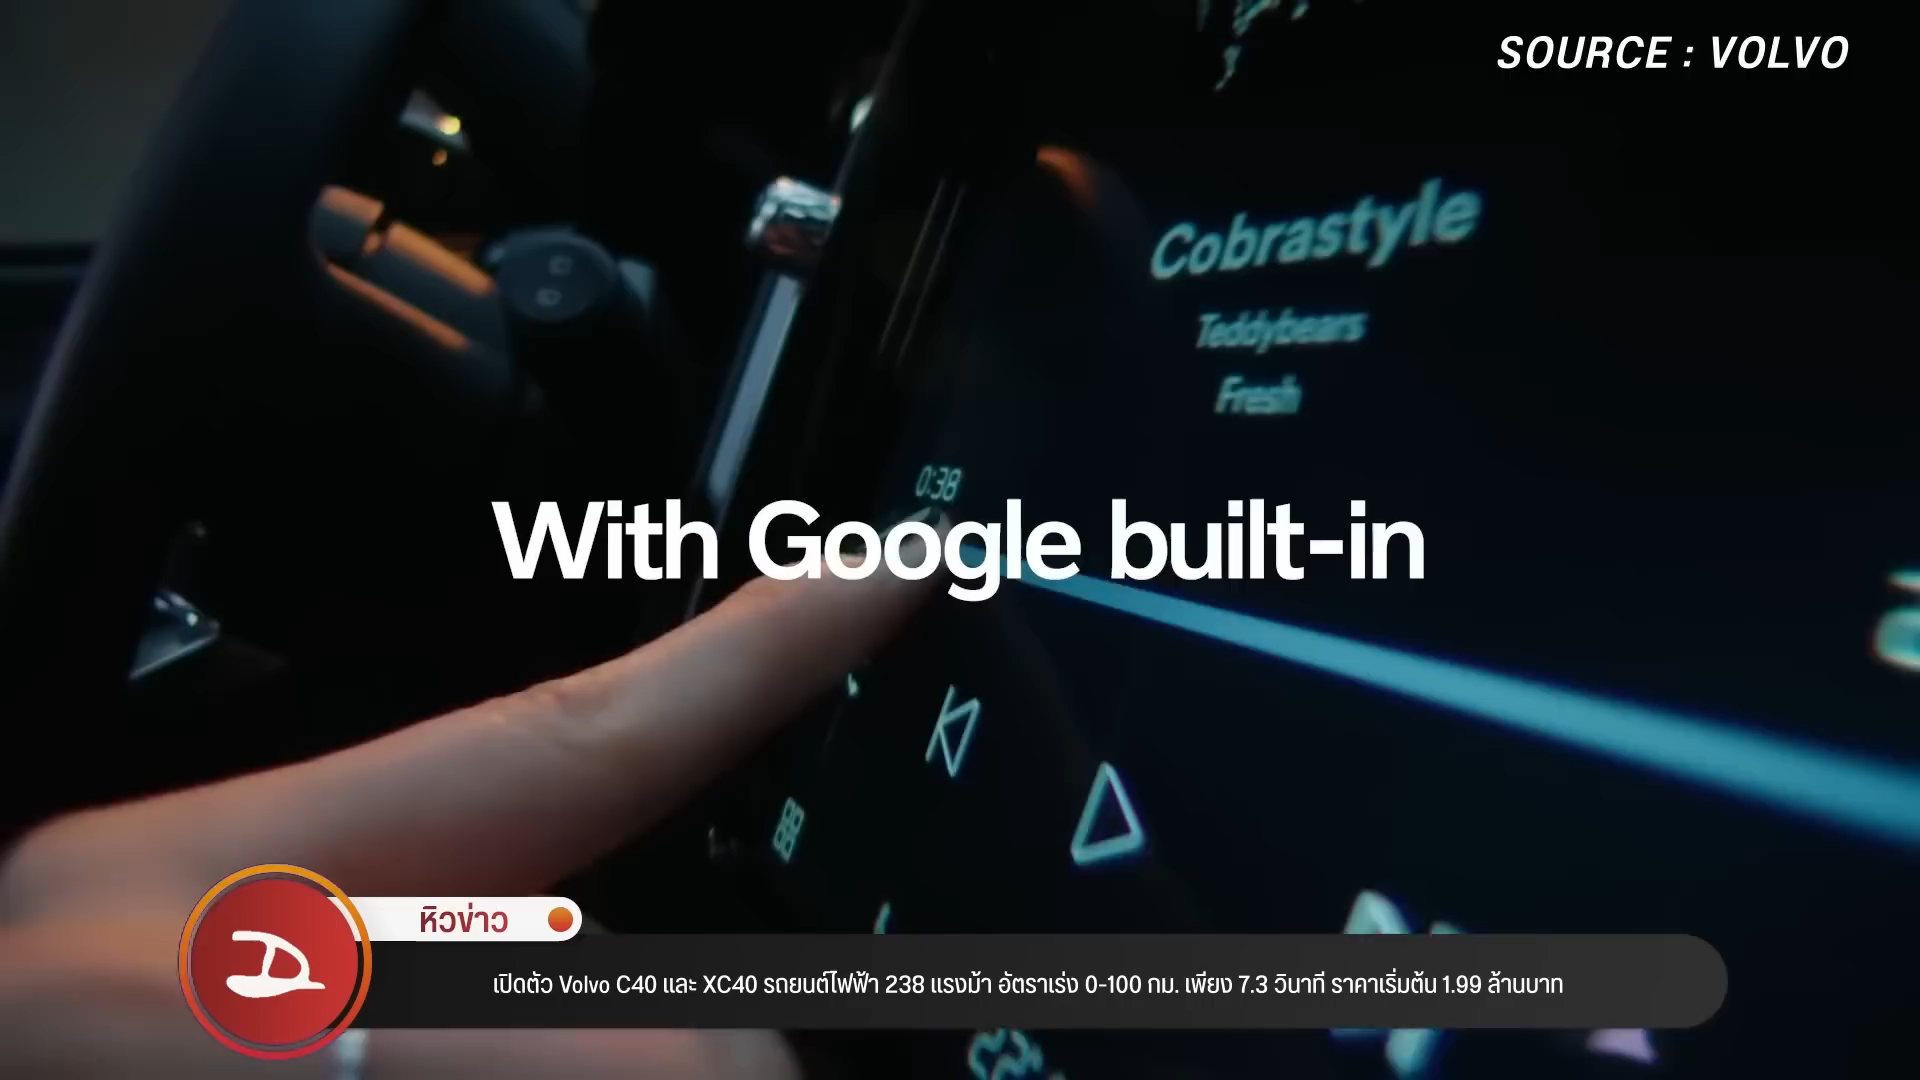 SOURCE : VOLVO
Cobrastyle
Teddybears
Fresh
0:38
With Google built-in
หิวข่าว
เปิดตัว Volvo C40 และ XC40 รถยนต์ไฟฟ้า 238 แรงม้า อัตราเร่ง 0-100 กม. เพียง 7.3 วินาที ราคาเริ่มต้น 1.99 ล้านบาท